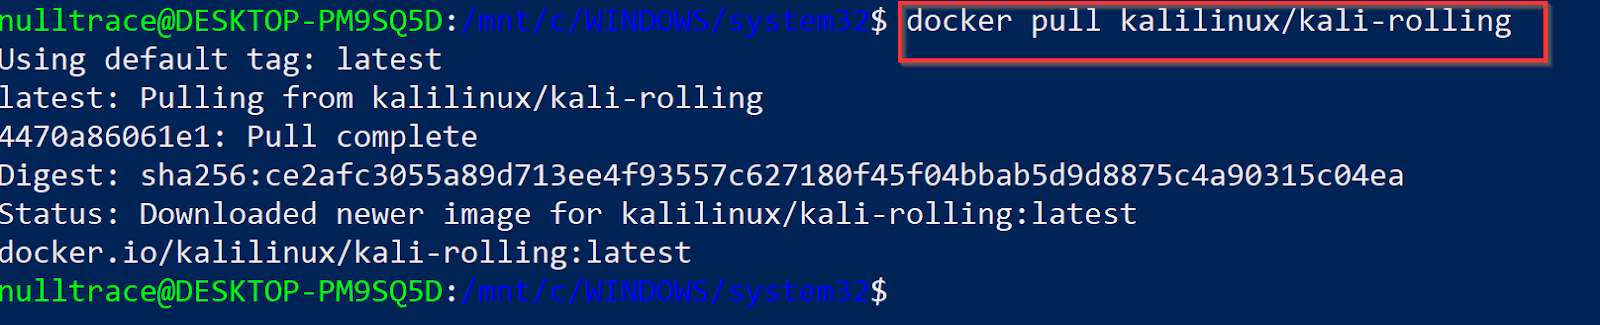 nulltrace@DESKTOP-PM9SQ5D:/mnt/c/WINDOWS/system32$ docker pull kalilinux/kali-rolling
Using default tag: latest
latest: Pulling from kalilinux/kali-rolling
4470a86061e1: Pull complete
Digest: sha256:ce2afc3055a89d713ee4f93557c627180f45f04bbab5d9d8875c4a90315c04ea
Status: Downloaded newer image for kalilinux/kali-rolling:latest
docker.io/kalilinux/kali-rolling:latest
nulltrace@DESKTOP-PM9SQ5D:/mnt/c/WINDOWS/system32$